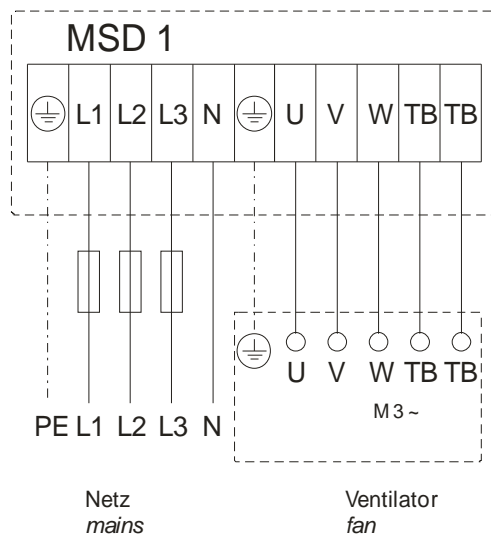 MSD 1
L1 L2 L3 N U V W TB TB
U V W TB TB
M 3 ~
PE L1 L2 L3 N
Netz
mains
Ventilator
fan